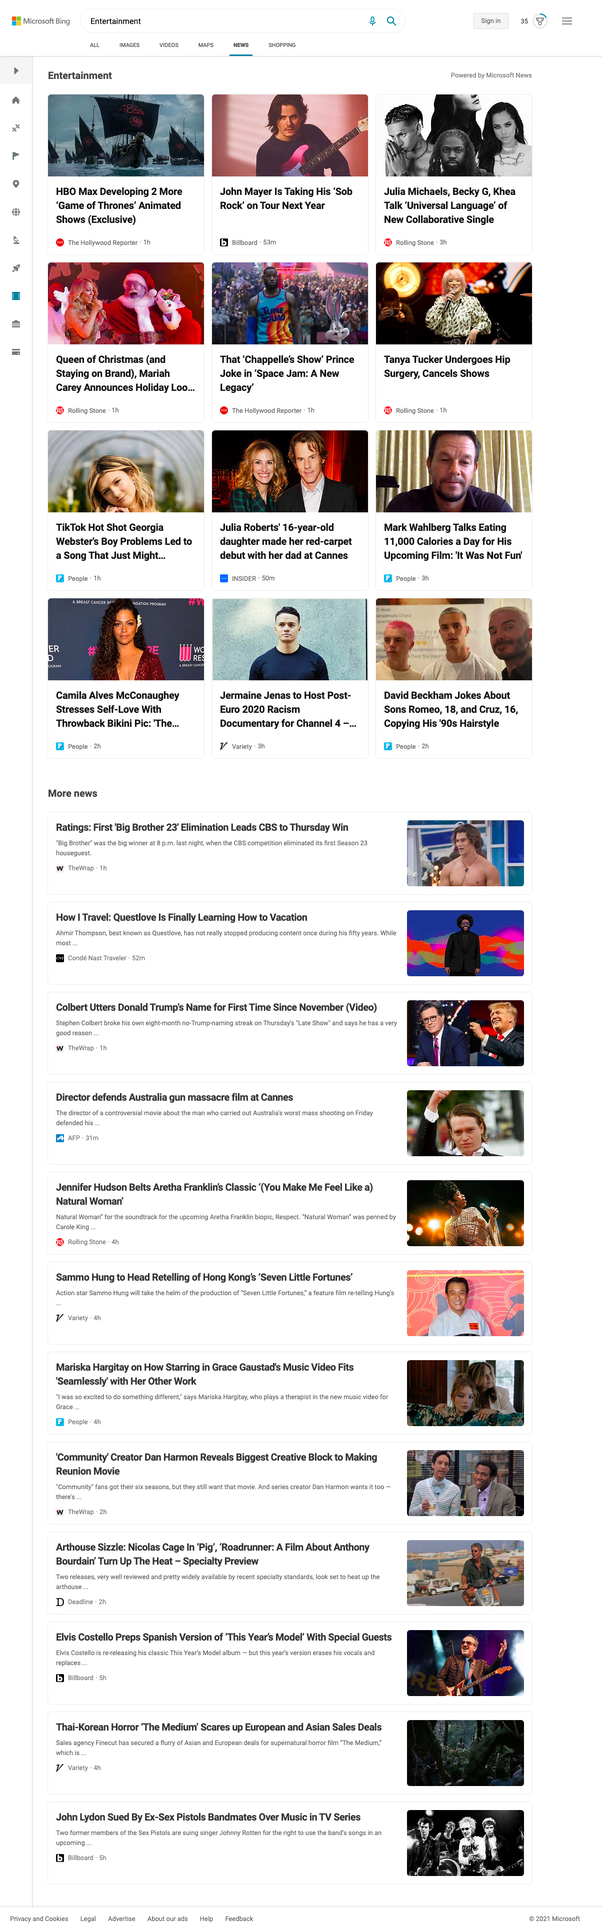 Microsoft Bing
Entertainment
Sign in
35
ALL
IMAGES
VIDEOS
MAPS
NEWS
SHOPPING
Entertainment
Powered by Microsoft News
HBO Max Developing 2 More
‘Game of Thrones’ Animated
Shows (Exclusive)
The Hollywood Reporter · 1h
John Mayer Is Taking His ‘Sob
Rock’ on Tour Next Year
Billboard · 53m
Julia Michaels, Becky G, Khea
Talk ‘Universal Language’ of
New Collaborative Single
Rolling Stone · 3h
Queen of Christmas (and
Staying on Brand), Mariah
Carey Announces Holiday Loo...
Rolling Stone · 1h
TUNE SQUAD
That ‘Chappelle’s Show’ Prince
Joke in ‘Space Jam: A New
Legacy’
The Hollywood Reporter · 1h
Tanya Tucker Undergoes Hip
Surgery, Cancels Shows
Rolling Stone · 1h
TikTok Hot Shot Georgia
Webster's Boy Problems Led to
a Song That Just Might...
People · 1h
Julia Roberts' 16-year-old
daughter made her red-carpet
debut with her dad at Cannes
INSIDER · 50m
Mark Wahlberg Talks Eating
11,000 Calories a Day for His
Upcoming Film: 'It Was Not Fun'
People · 3h
Camila Alves McConaughey
Stresses Self-Love With
Throwback Bikini Pic: 'The...
People · 2h
Jermaine Jenas to Host Post-
Euro 2020 Racism
Documentary for Channel 4 –...
Variety · 3h
David Beckham Jokes About
Sons Romeo, 18, and Cruz, 16,
Copying His '90s Hairstyle
People · 2h
More news
Ratings: First 'Big Brother 23' Elimination Leads CBS to Thursday Win
"Big Brother" was the big winner at 8 p.m. last night, when the CBS competition eliminated its first Season 23
houseguest.
TheWrap · 1h
How I Travel: Questlove Is Finally Learning How to Vacation
Ahmir Thompson, best known as Questlove, has not really stopped producing content once during his fifty years. While
most ...
Condé Nast Traveler · 52m
Colbert Utters Donald Trump's Name for First Time Since November (Video)
Stephen Colbert broke his own eight-month no-Trump-naming streak on Thursday's "Late Show" and says he has a very
good reason ...
TheWrap · 1h
Director defends Australia gun massacre film at Cannes
The director of a controversial movie about the man who carried out Australia's worst mass shooting on Friday
defended his ...
AFP · 31m
Jennifer Hudson Belts Aretha Franklin’s Classic ‘(You Make Me Feel Like a)
Natural Woman’
Natural Woman” for the soundtrack for the upcoming Aretha Franklin biopic, Respect. “Natural Woman” was penned by
Carole King ...
Rolling Stone · 4h
Sammo Hung to Head Retelling of Hong Kong’s ‘Seven Little Fortunes’
Action star Sammo Hung will take the helm of the production of “Seven Little Fortunes,” a feature film re-telling Hung’s
...
Variety · 4h
Mariska Hargitay on How Starring in Grace Gaustad's Music Video Fits
'Seamlessly' with Her Other Work
"I was so excited to do something different," says Mariska Hargitay, who plays a therapist in the new music video for
Grace ...
People · 4h
'Community' Creator Dan Harmon Reveals Biggest Creative Block to Making
Reunion Movie
"Community" fans got their six seasons, but they still want that movie. And series creator Dan Harmon wants it too —
there's ...
TheWrap · 2h
Arthouse Sizzle: Nicolas Cage In ‘Pig’, ‘Roadrunner: A Film About Anthony
Bourdain’ Turn Up The Heat – Specialty Preview
Two releases, very well reviewed and pretty widely available by recent specialty standards, look set to heat up the
arthouse ...
Deadline · 2h
Elvis Costello Preps Spanish Version of ‘This Year’s Model’ With Special Guests
Elvis Costello is re-releasing his classic This Year's Model album — but this year's version erases his vocals and
replaces ...
Billboard · 5h
Thai-Korean Horror ‘The Medium’ Scares up European and Asian Sales Deals
Sales agency Finecut has secured a flurry of Asian and European deals for supernatural horror film “The Medium,”
which is ...
Variety · 4h
John Lydon Sued By Ex-Sex Pistols Bandmates Over Music in TV Series
Two former members of the Sex Pistols are suing singer Johnny Rotten for the right to use the band's songs in an
upcoming ...
Billboard · 5h
Privacy and Cookies
Legal
Advertise
About our ads
Help
Feedback
© 2021 Microsoft